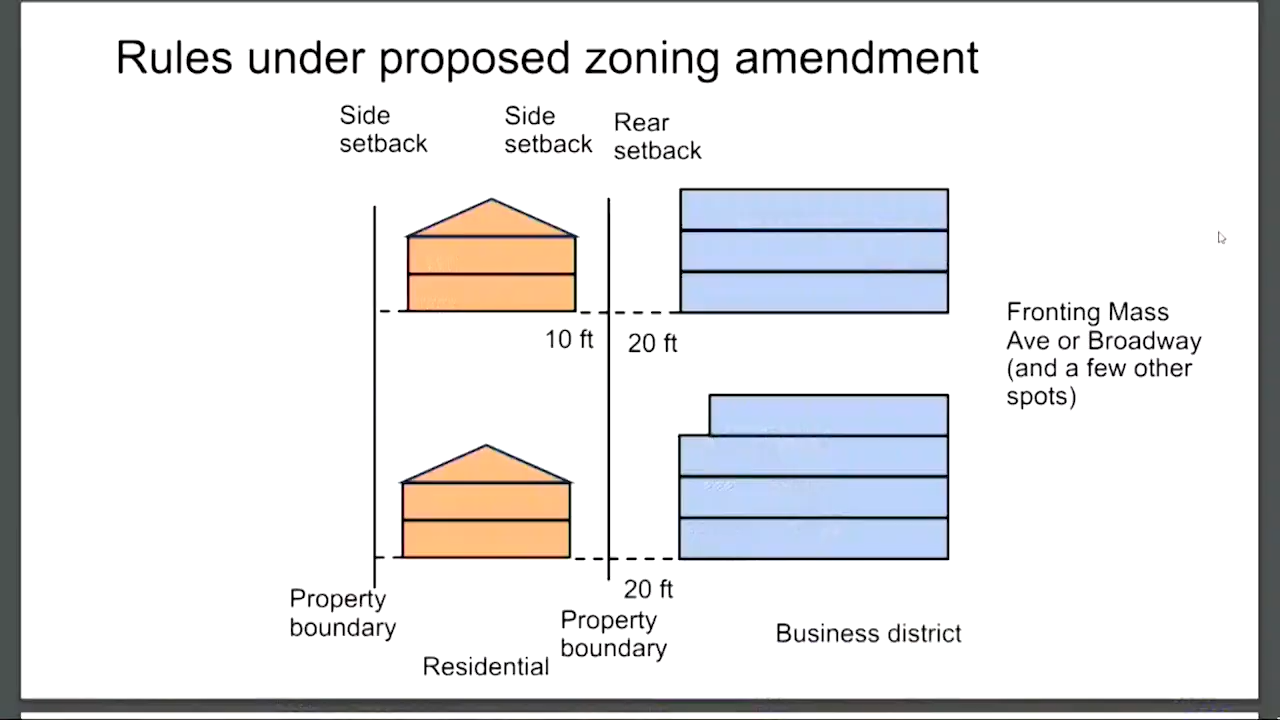 Rules under proposed zoning amendment
Side
setback
Side
setback
Rear
setback
10 ft
20 ft
Fronting Mass
Ave or Broadway
(and a few other
spots)
20 ft
Property
boundary
Property
boundary
Business district
Residential